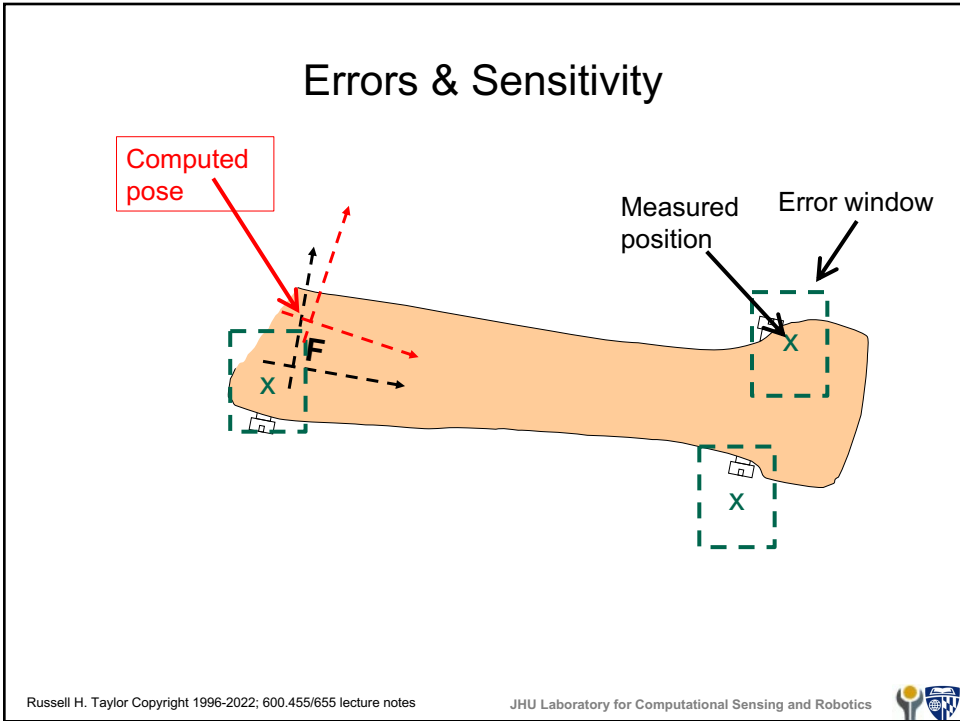 Errors & Sensitivity
Computed
pose
Measured
position
Error window
F
x
x
x
Russell H. Taylor Copyright 1996-2022; 600.455/655 lecture notes
JHU Laboratory for Computational Sensing and Robotics